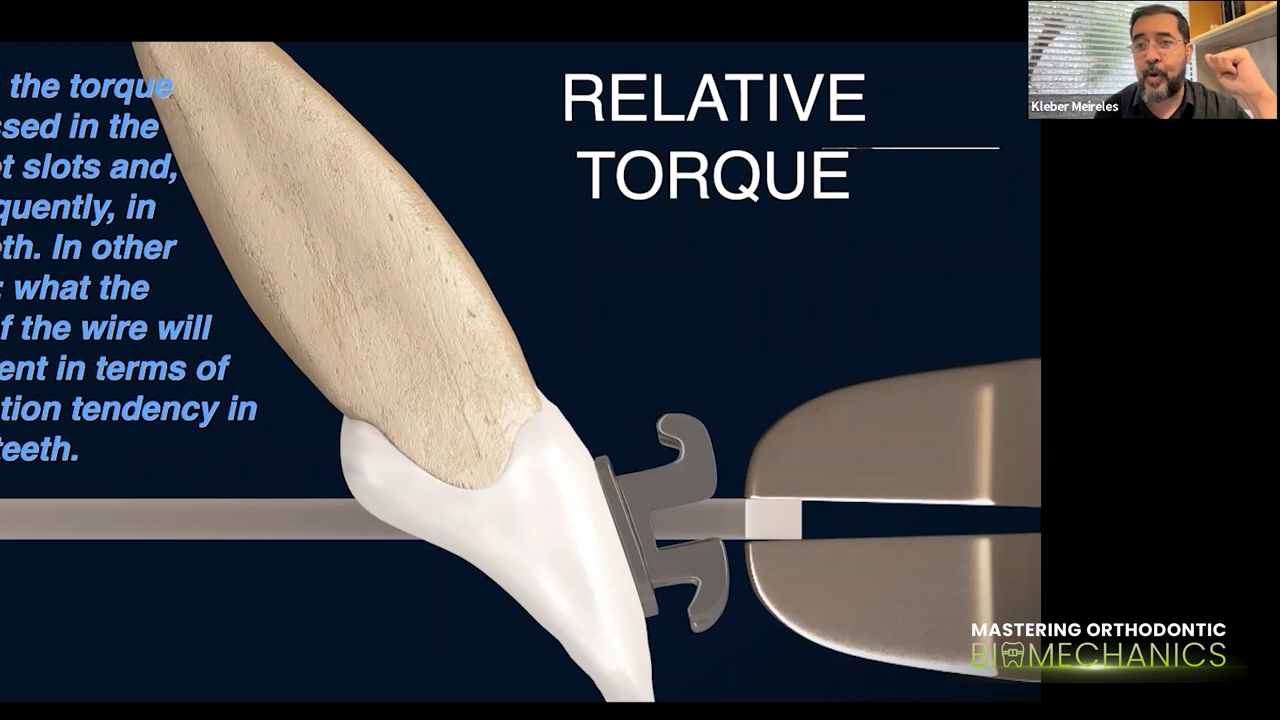 the torque
ssed in the
t slots and,
quently, in
th. In other
what the
f the wire will
ent in terms of
tion tendency in
teeth.
RELATIVE
TORQUE
Kleber Meireles
MASTERING ORTHODONTIC
BIOMECHANICS